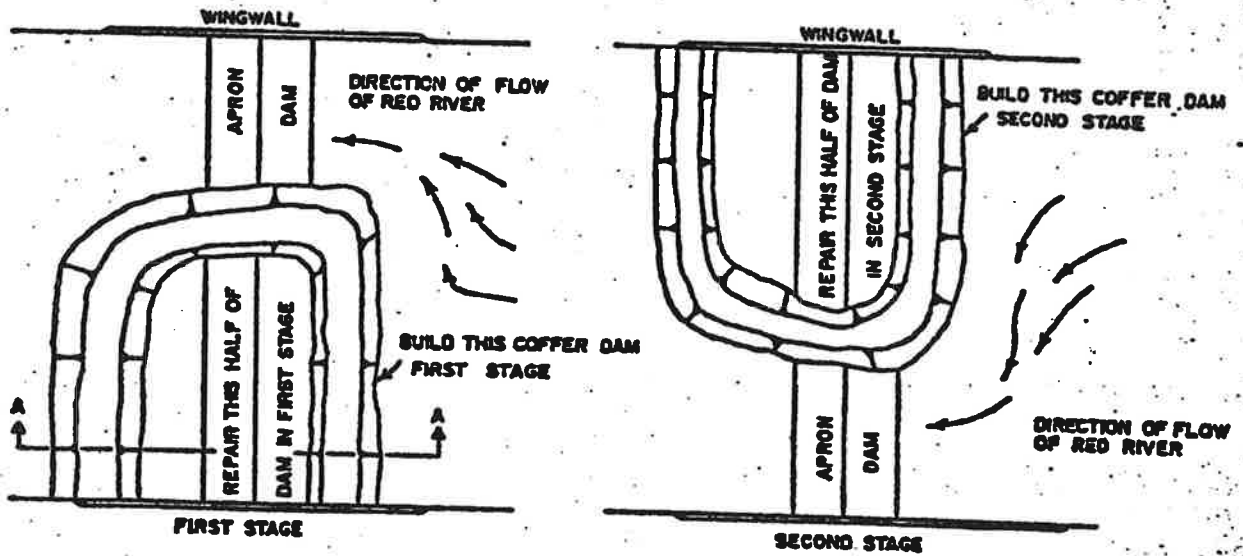 WINGWALL
APRON
DAM
DIRECTION OF FLOW
OF RED RIVER
REPAIR THIS HALF OF
DAM IN FIRST STAGE
BUILD THIS COFFER DAM
FIRST STAGE
A
A
FIRST STAGE
WINGWALL
REPAIR THIS HALF OF DAM
IN SECOND STAGE
BUILD THIS COFFER DAM
SECOND STAGE
APRON
DAM
DIRECTION OF FLOW
OF RED RIVER
SECOND STAGE